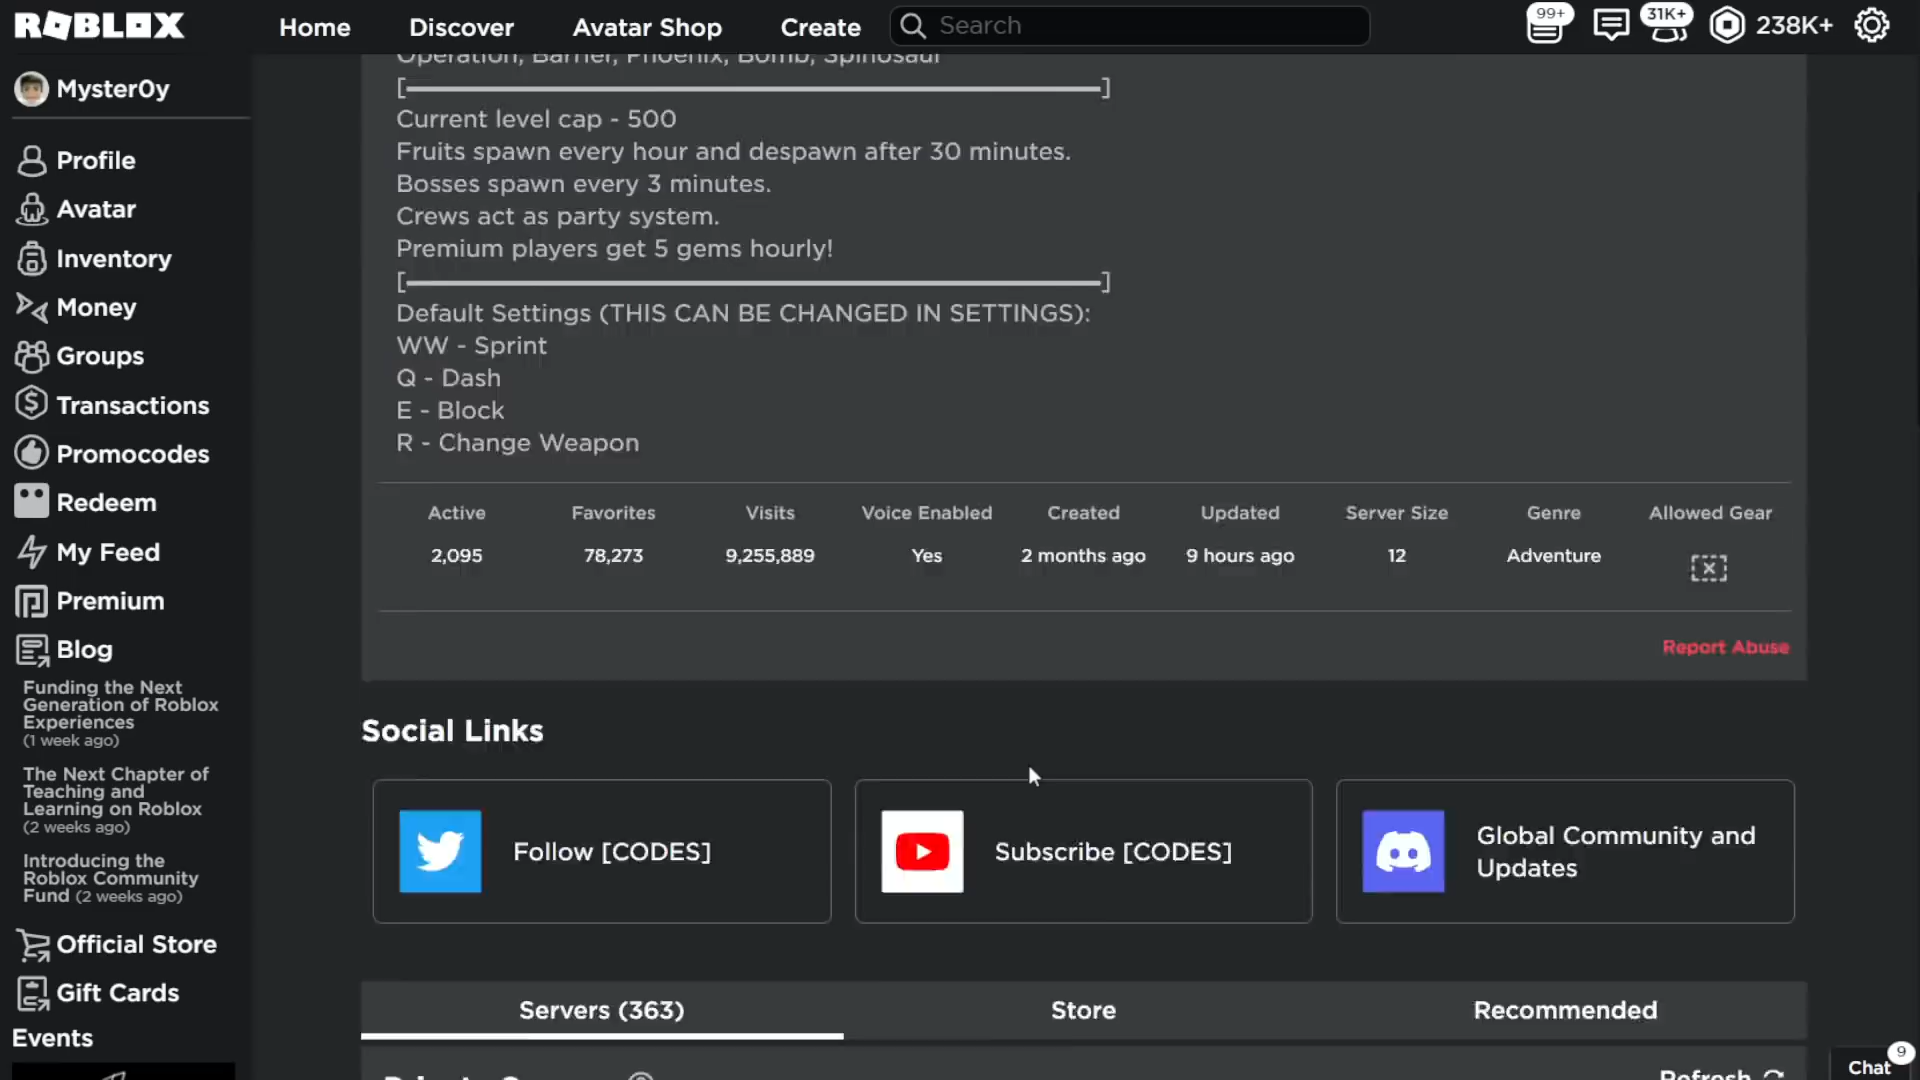 ROBLOX
Home
Discover
Avatar Shop
Create
Search
99+
31K+
238K+
Myster0y
Profile
Avatar
Inventory
Money
Groups
Transactions
Promocodes
Redeem
My Feed
Premium
Blog
Funding the Next
Generation of Roblox
Experiences
(1 week ago)
The Next Chapter of
Teaching and
Learning on Roblox
(2 weeks ago)
Introducing the
Roblox Community
Fund (2 weeks ago)
Official Store
Gift Cards
Events
Operation, Barrier, Phoenix, Bomb, Spinosaur
[━━━━━━━━━━━━━━━━━━━━━━━━━━━━━━━]
Current level cap - 500
Fruits spawn every hour and despawn after 30 minutes.
Bosses spawn every 3 minutes.
Crews act as party system.
Premium players get 5 gems hourly!
[━━━━━━━━━━━━━━━━━━━━━━━━━━━━━━━]
Default Settings (THIS CAN BE CHANGED IN SETTINGS):
WW - Sprint
Q - Dash
E - Block
R - Change Weapon
Active Favorites Visits Voice Enabled Created Updated Server Size Genre Allowed Gear
2,095 78,273 9,255,889 Yes 2 months ago 9 hours ago 12 Adventure
Report Abuse
Social Links
Follow [CODES]
Subscribe [CODES]
Global Community and
Updates
Servers (363)
Store
Recommended
Refresh
Chat
9